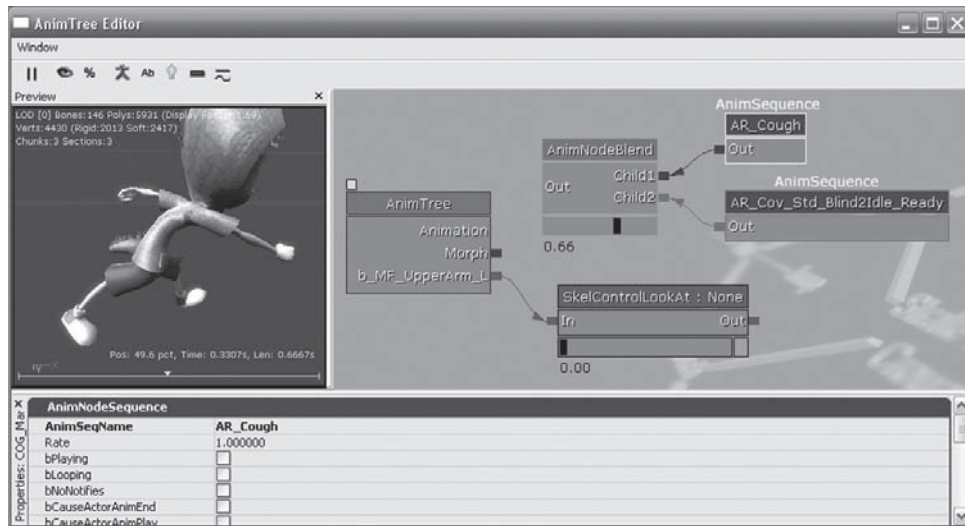 AnimTree Editor
Window
% Ab
Preview
LOD [0] Bones:146 Polys:5931 (Display
Verts:4430 (Rigid:2013 Soft:2417)
Chunks:3 Sections:3
Pos: 49.6 pct, Time: 0.3307s, Len: 0.6667s
AnimTree
Animation
Morph
b_MF_UpperArm_L
AnimNodeBlend
Out
Child1
Child2
0.66
AnimSequence
AR_Cough
Out
AnimSequence
AR_Cov_Std_Blind2Idle_Ready
Out
SkelControlLookAt : None
In Out
0.00
AnimNodeSequence
AnimSeqName AR_Cough
Rate 1.000000
bPlaying
bLooping
bNoNotifies
bCauseActorAnimEnd
bCauseActorAnimPlay
Properties: COG_Mar